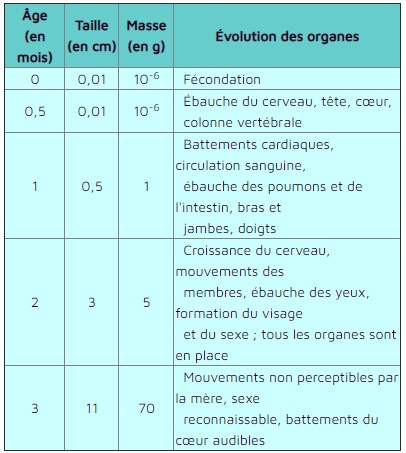 Âge (en mois) Taille (en cm) Masse (en g) Évolution des organes
0 0,01 10⁻⁶ Fécondation
0,5 0,01 10⁻⁶ Ébauche du cerveau, tête, cœur,
colonne vertébrale
1 0,5 1 Battements cardiaques,
circulation sanguine,
ébauche des poumons et de
l'intestin, bras et
jambes, doigts
2 3 5 Croissance du cerveau,
mouvements des
membres, ébauche des yeux,
formation du visage
et du sexe ; tous les organes sont
en place
3 11 70 Mouvements non perceptibles par
la mère, sexe
reconnaissable, battements du
cœur audibles